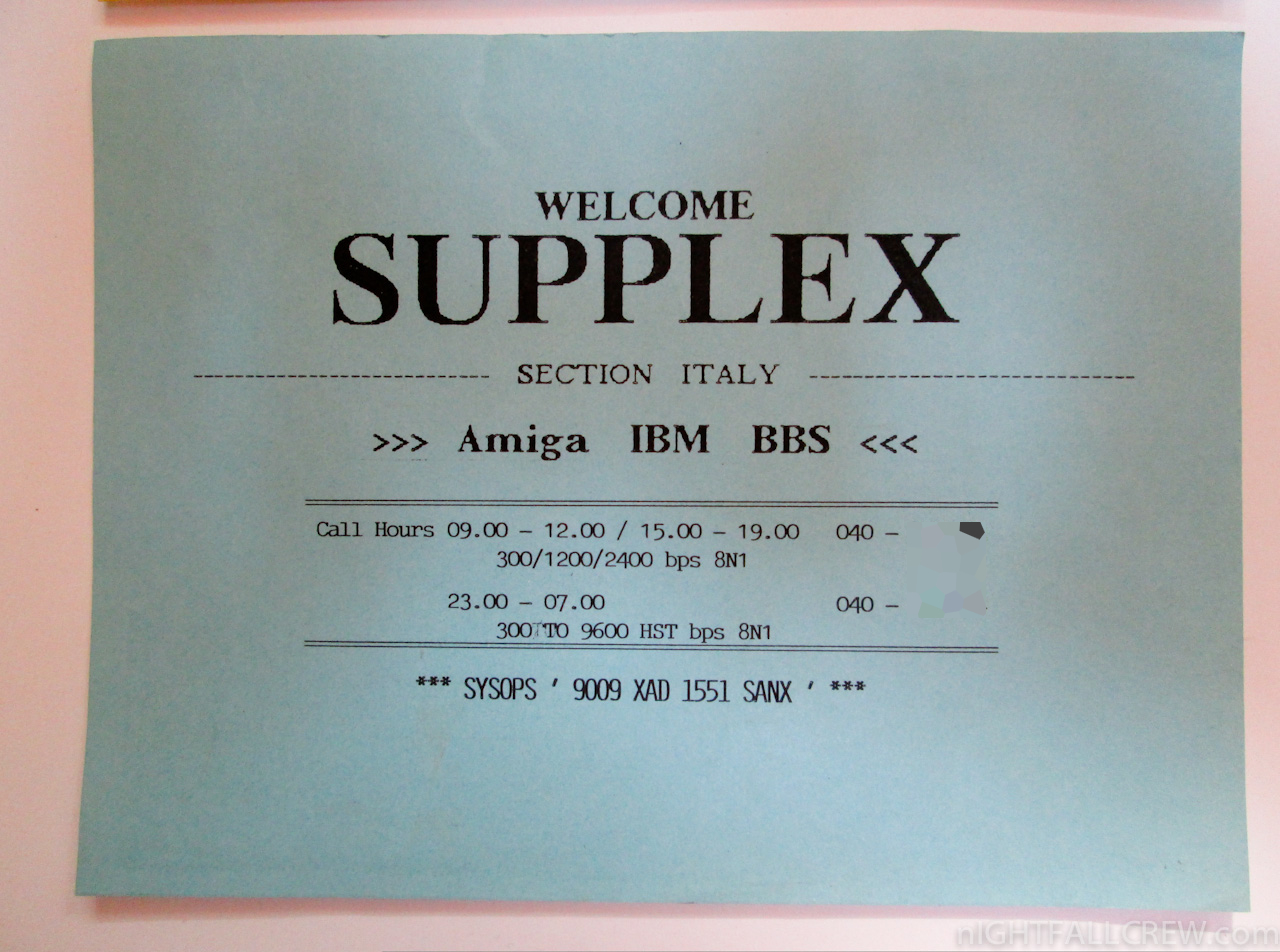 WELCOME
SUPPLEX
-------------------------- SECTION ITALY --------------------------
>>> Amiga IBM BBS <<<
Call Hours 09.00 - 12.00 / 15.00 - 19.00 040 -
300/1200/2400 bps 8N1
23.00 - 07.00 040 -
300 TO 9600 HST bps 8N1
*** SYSOPS ' 9009 XAD 1551 SANX ' ***
nIGHTFALLCREW.com